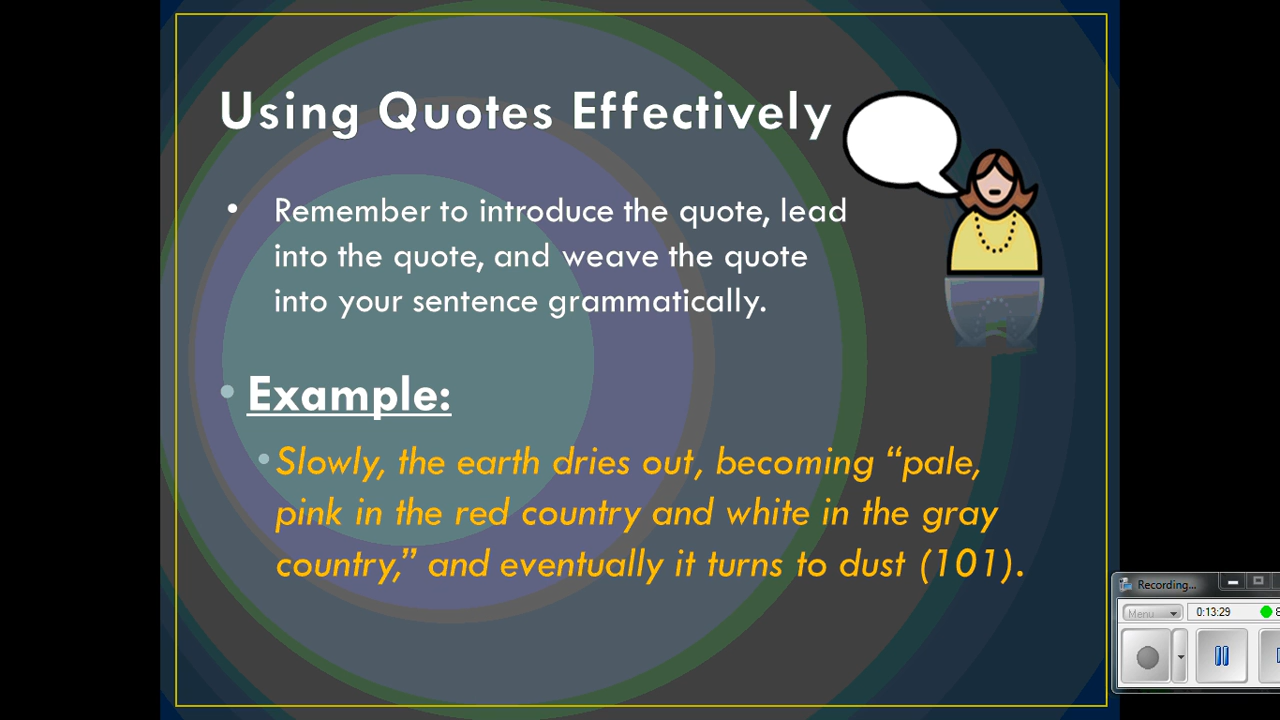 Using Quotes Effectively
• Remember to introduce the quote, lead
into the quote, and weave the quote
into your sentence grammatically.
• Example:
• Slowly, the earth dries out, becoming “pale,
pink in the red country and white in the gray
country,” and eventually it turns to dust (101).
Recording...
Menu 0:13:29 8